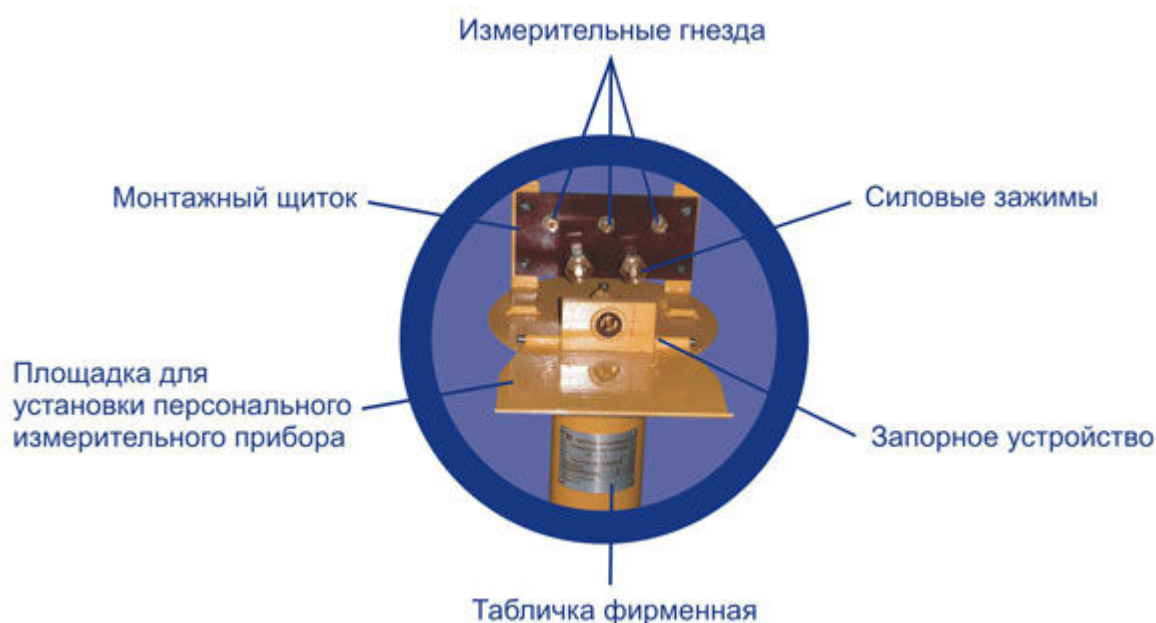 Измерительные гнезда
Монтажный щиток
Силовые зажимы
Площадка для
установки персонального
измерительного прибора
Запорное устройство
Табличка фирменная